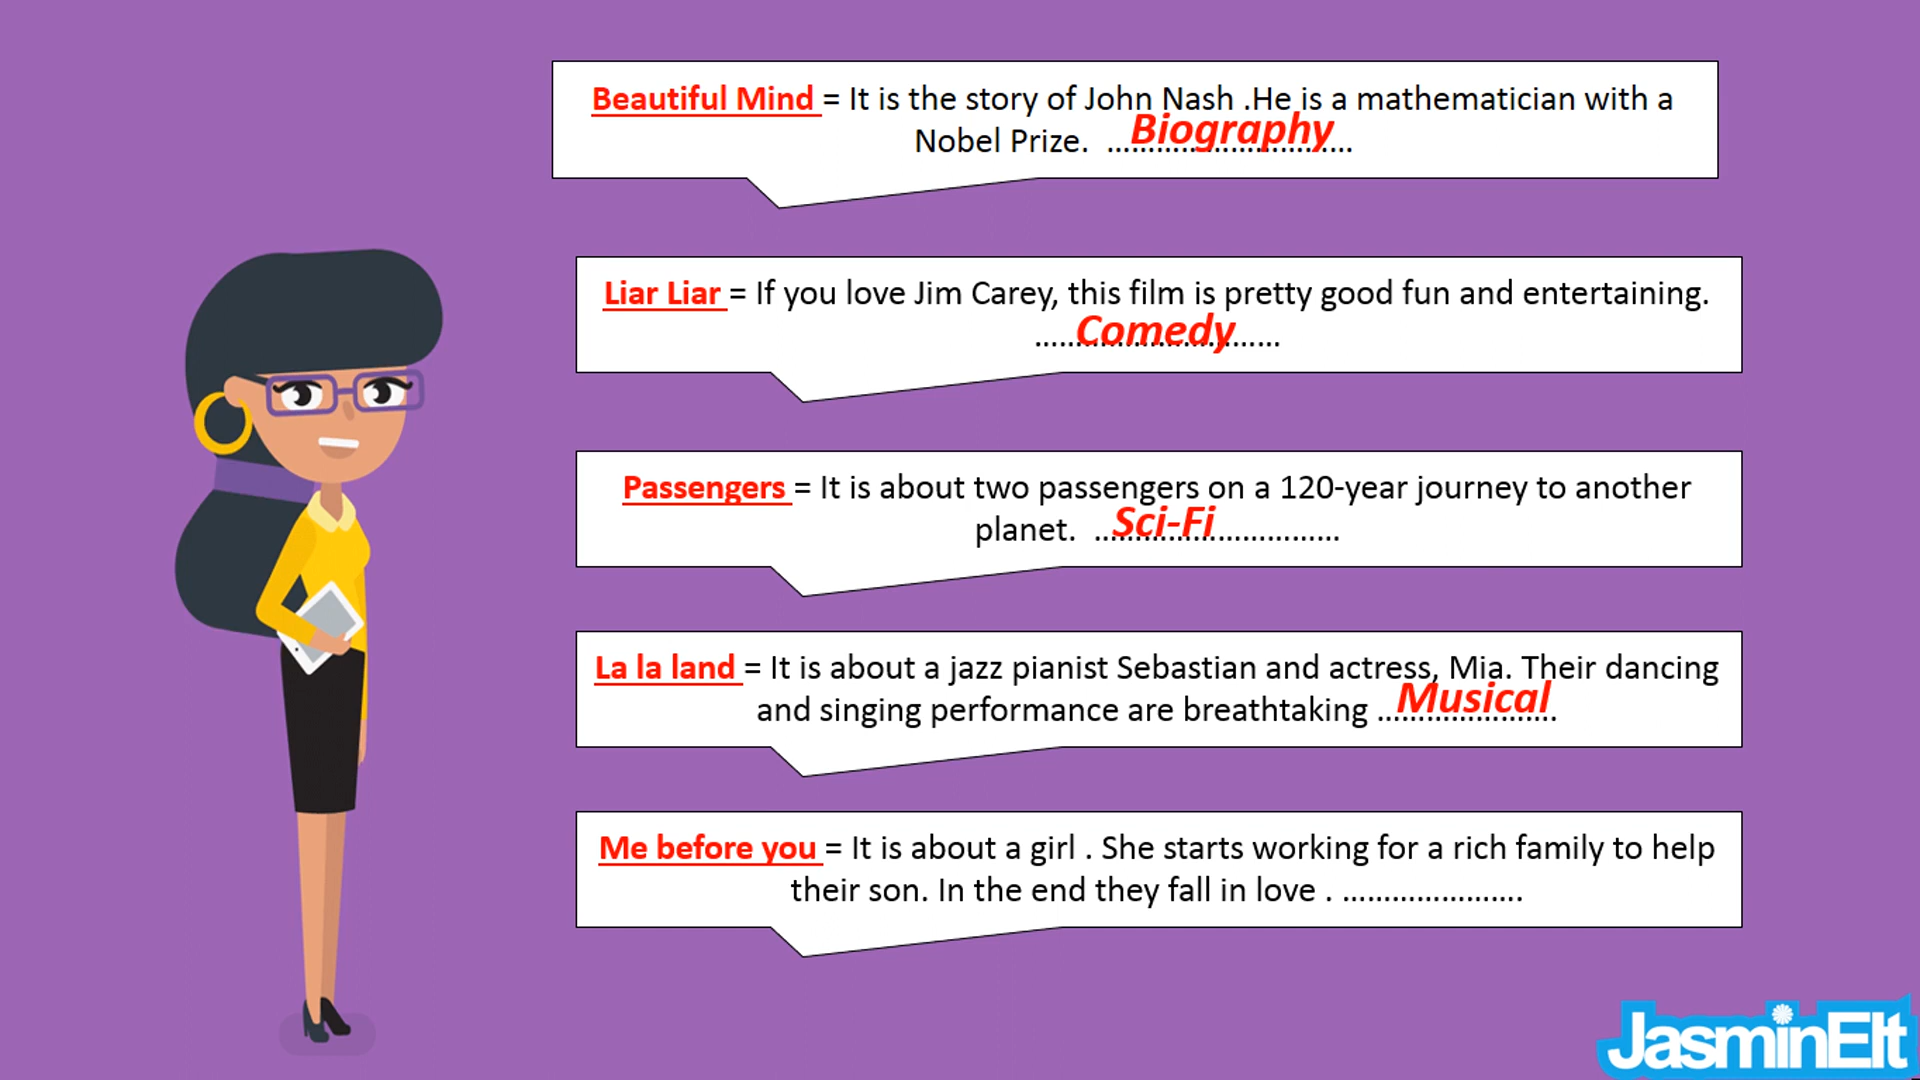 Beautiful Mind = It is the story of John Nash .He is a mathematician with a
Nobel Prize. .............................. Biography
Liar Liar = If you love Jim Carey, this film is pretty good fun and entertaining.
.............................. Comedy
Passengers = It is about two passengers on a 120-year journey to another
planet. .............................. Sci-Fi
La la land = It is about a jazz pianist Sebastian and actress, Mia. Their dancing
and singing performance are breathtaking ...................... Musical
Me before you = It is about a girl . She starts working for a rich family to help
their son. In the end they fall in love . ......................
JasminElt